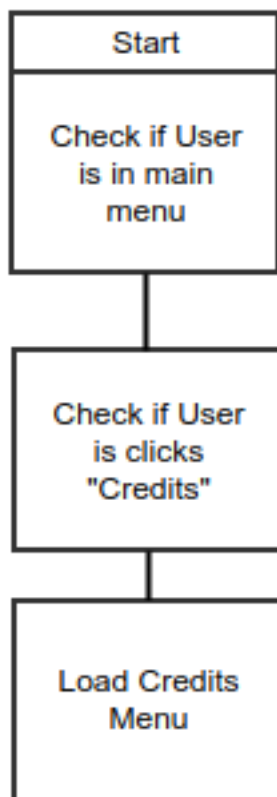 Start
Check if User
is in main
menu
Check if User
is clicks
"Credits"
Load Credits
Menu